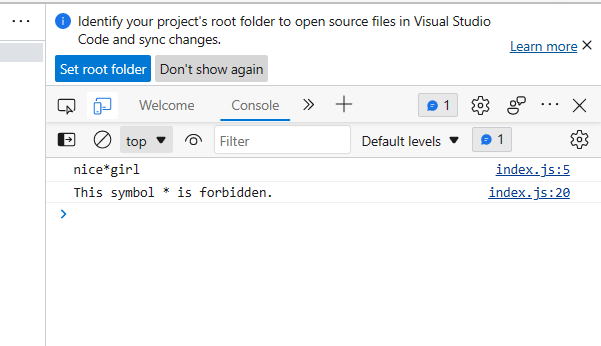 Identify your project's root folder to open source files in Visual Studio
Code and sync changes.
Learn more
Set root folder
Don't show again
Welcome
Console
1
top
Filter
Default levels
1
nice*girl
index.js:5
This symbol * is forbidden.
index.js:20